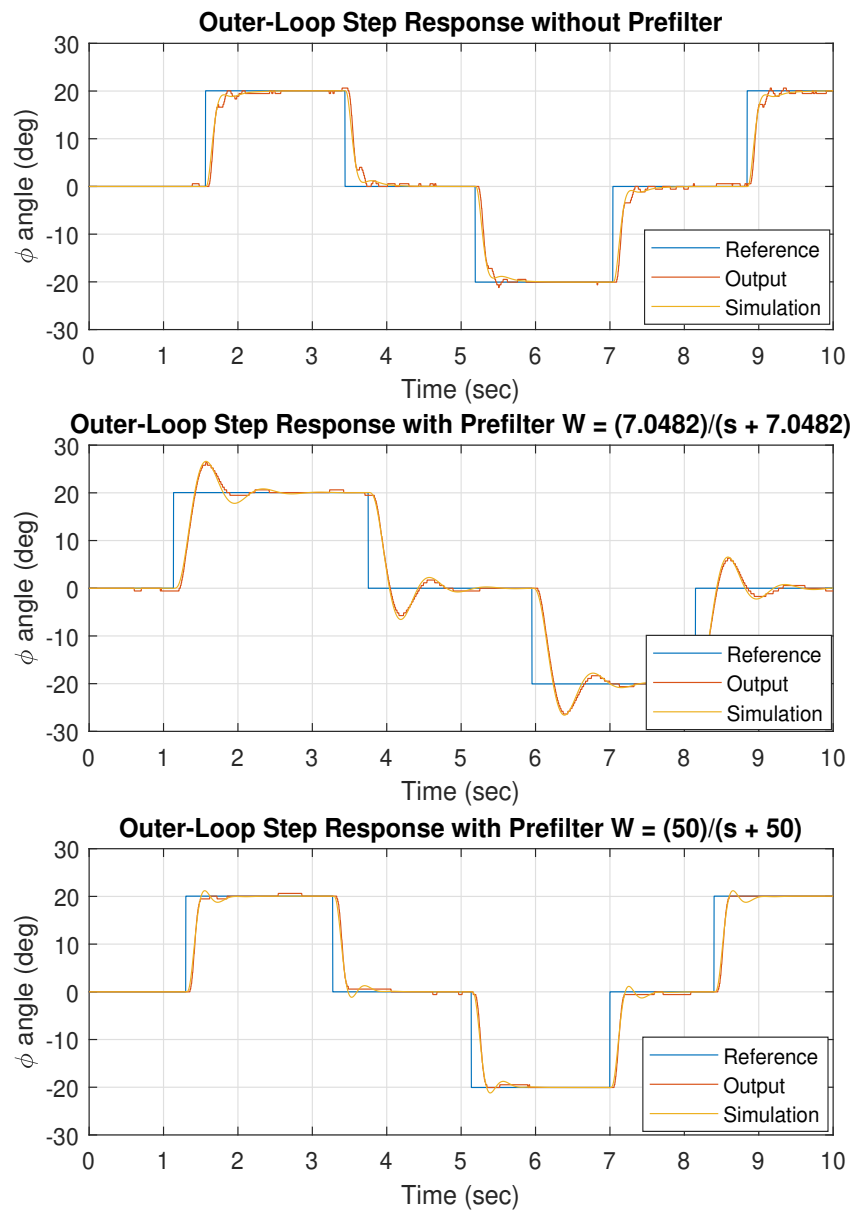 Outer-Loop Step Response without Prefilter
30
20
10
0
-10
-20
-30
ϕ angle (deg)
Reference
Output
Simulation
0 1 2 3 4 5 6 7 8 9 10
Time (sec)
Outer-Loop Step Response with Prefilter W = (7.0482)/(s + 7.0482)
30
20
10
0
-10
-20
-30
ϕ angle (deg)
Reference
Output
Simulation
0 1 2 3 4 5 6 7 8 9 10
Time (sec)
Outer-Loop Step Response with Prefilter W = (50)/(s + 50)
30
20
10
0
-10
-20
-30
ϕ angle (deg)
Reference
Output
Simulation
0 1 2 3 4 5 6 7 8 9 10
Time (sec)